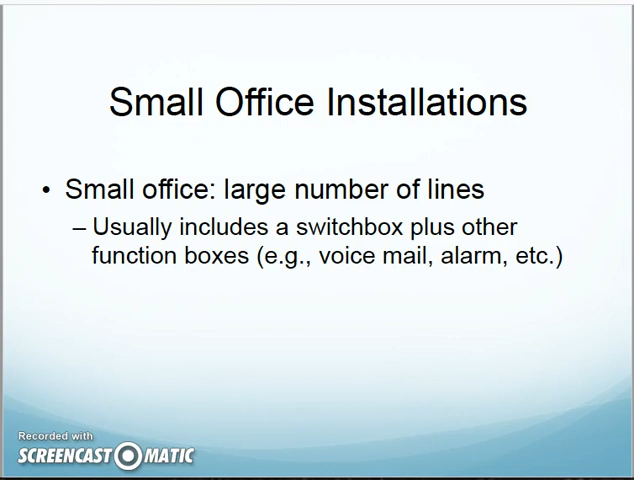 Small Office Installations
• Small office: large number of lines
– Usually includes a switchbox plus other
function boxes (e.g., voice mail, alarm, etc.)
Recorded with
SCREENCAST MATIC